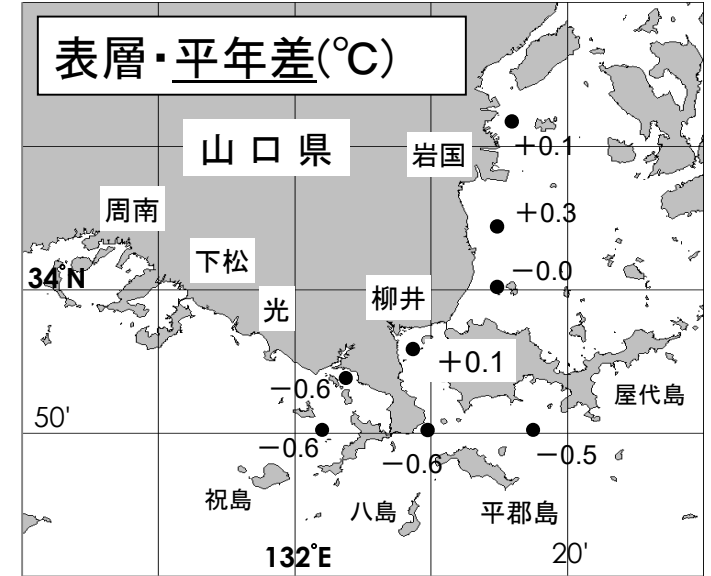 表層・平年差(℃)
山口県
岩国
+0.1
周南
+0.3
下松
34°N
−0.0
光
柳井
+0.1
−0.6
屋代島
50'
−0.6
−0.6
−0.5
祝島
八島
平郡島
132°E
20'